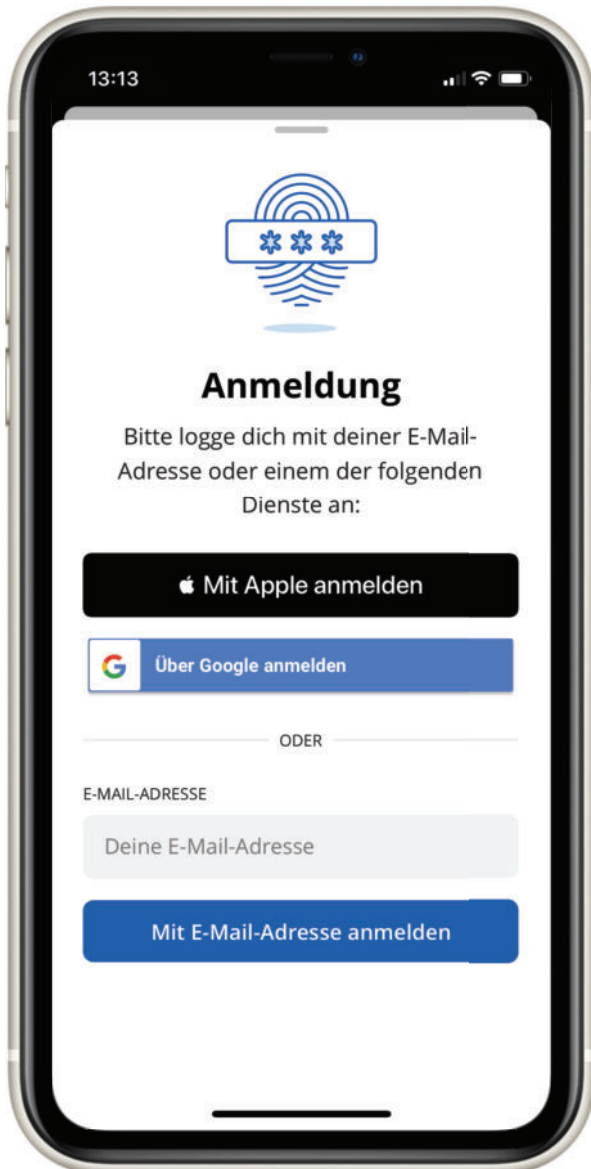 13:13
***
Anmeldung
Bitte logge dich mit deiner E-Mail-
Adresse oder einem der folgenden
Dienste an:
Mit Apple anmelden
G Über Google anmelden
ODER
E-MAIL-ADRESSE
Deine E-Mail-Adresse
Mit E-Mail-Adresse anmelden